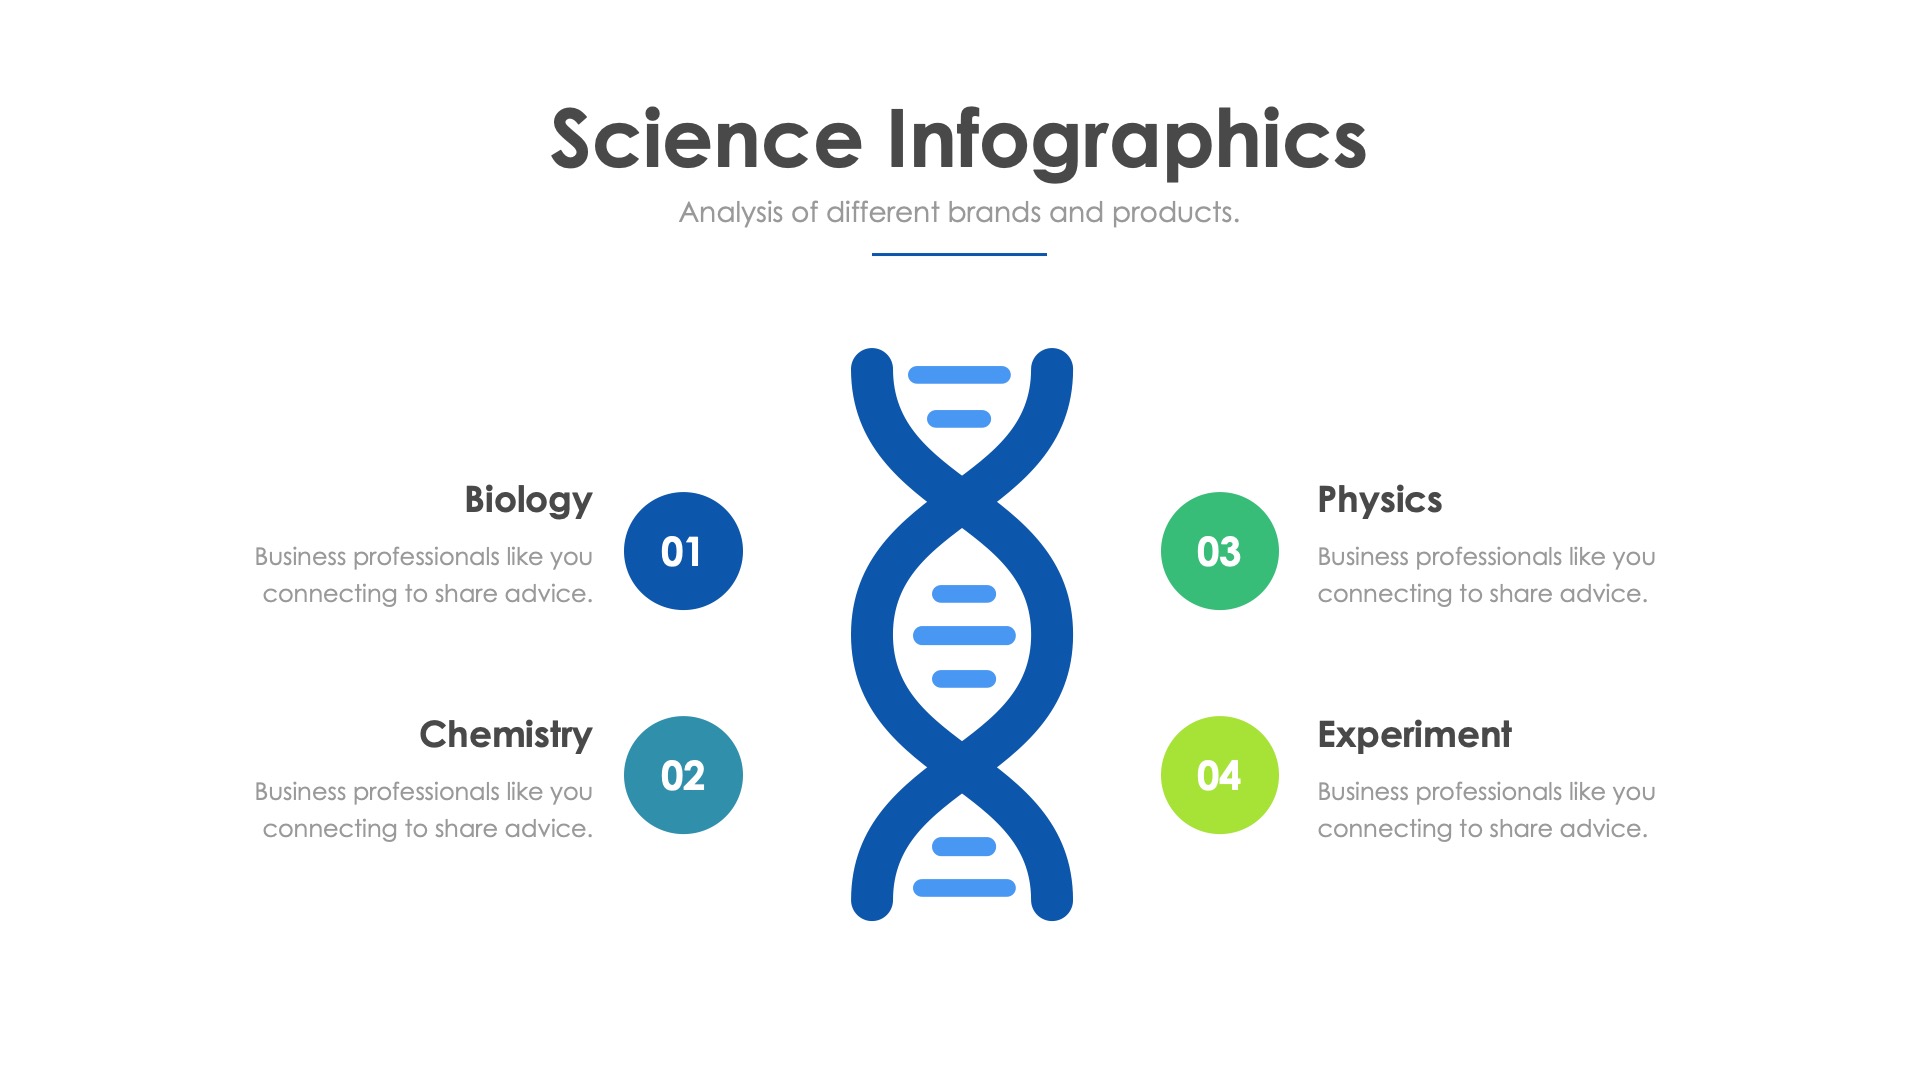 Science Infographics
Analysis of different brands and products.
Biology
Business professionals like you
connecting to share advice.
01
Chemistry
Business professionals like you
connecting to share advice.
02
03
Physics
Business professionals like you
connecting to share advice.
04
Experiment
Business professionals like you
connecting to share advice.